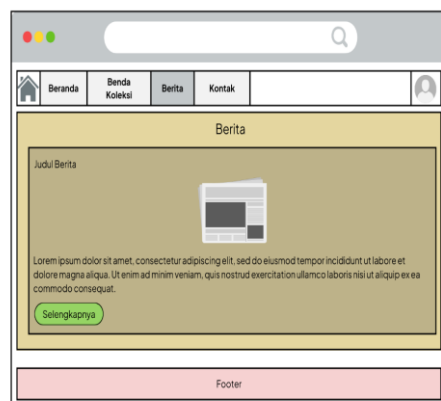 Beranda
Benda
Koleksi
Berita
Kontak
Berita
Judul Berita
Lorem ipsum dolor sit amet, consectetur adipiscing elit, sed do eiusmod tempor incididunt ut labore et
dolore magna aliqua. Ut enim ad minim veniam, quis nostrud exercitation ullamco laboris nisi ut aliquip ex ea
commodo consequat.
Selengkapnya
Footer